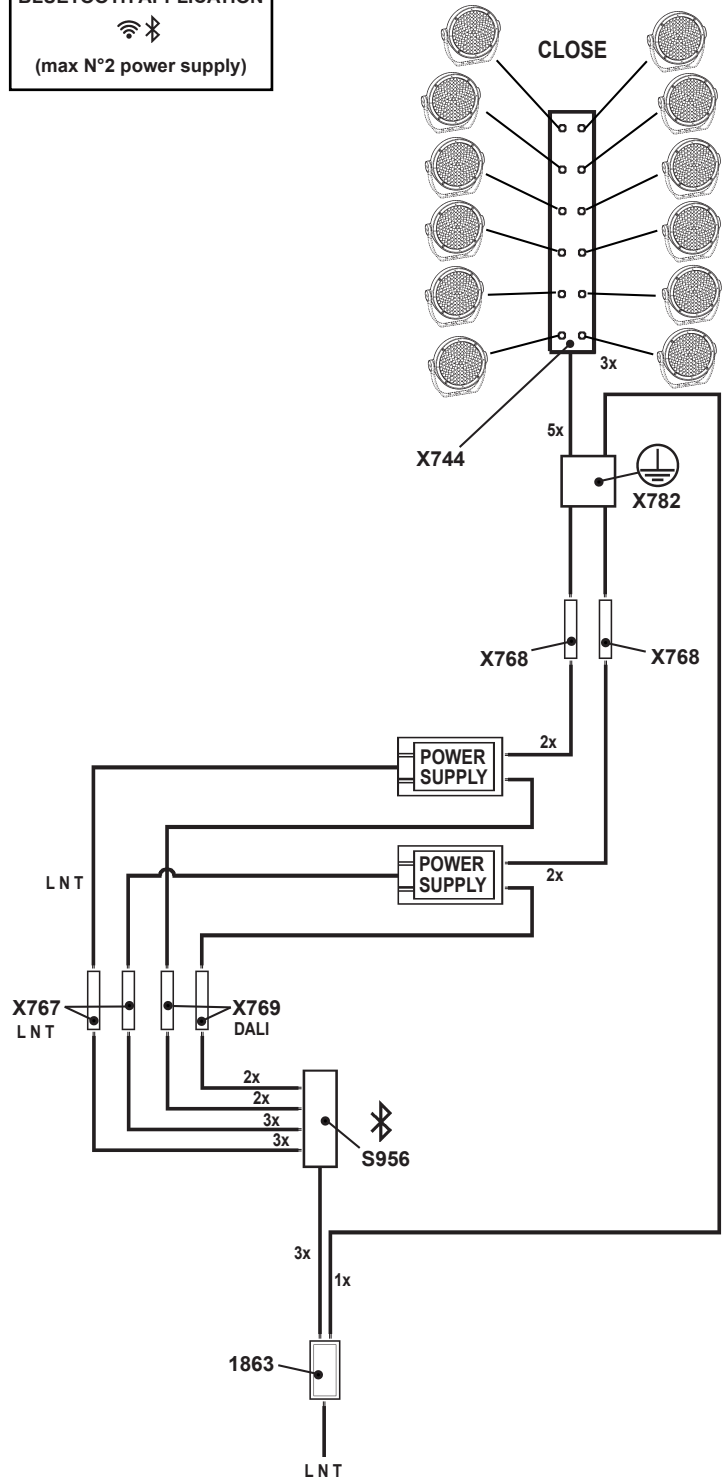 BLUETOOTH APPLICATION
(max N°2 power supply)
CLOSE
3x
X744
5x
X782
X768
X768
2x
POWER
SUPPLY
L N T
POWER
SUPPLY
2x
X767
L N T
X769
DALI
2x
2x
3x
3x
S956
3x
1x
1863
L N T